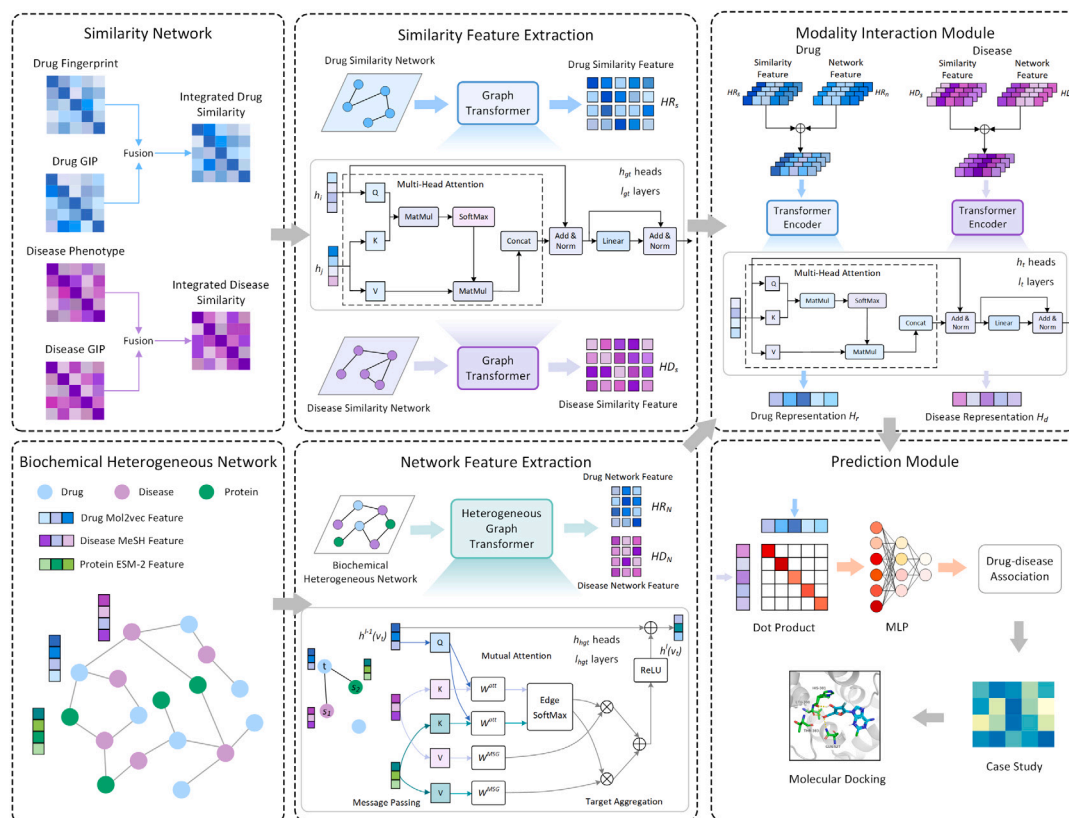 Similarity Network
Drug Fingerprint
Integrated Drug
Similarity
Fusion
Drug GIP
Disease Phenotype
Integrated Disease
Similarity
Fusion
Disease GIP
Similarity Feature Extraction
Drug Similarity Network
Graph
Transformer
Drug Similarity Feature
HRs
hi
hj
Multi-Head Attention
Q
K
V
MatMul
SoftMax
MatMul
Concat
Add &
Norm
Linear
Add &
Norm
hgt heads
lgt layers
Disease Similarity Network
Graph
Transformer
HDs
Disease Similarity Feature
Modality Interaction Module
Drug
Disease
Similarity
Feature
Network
Feature
Similarity
Feature
Network
Feature
HRs
HRn
HDs
Transformer
Encoder
Transformer
Encoder
Multi-Head Attention
Q
K
V
MatMul
SoftMax
MatMul
Concat
Add &
Norm
Linear
Add &
Norm
ht heads
lt layers
Drug Representation Hr
Disease Representation Hd
Biochemical Heterogeneous Network
Drug
Disease
Protein
Drug Mol2vec Feature
Disease MeSH Feature
Protein ESM-2 Feature
Network Feature Extraction
Biochemical
Heterogeneous Network
Heterogeneous
Graph
Transformer
Drug Network Feature
HRN
HDN
Disease Network Feature
h^l-1(vt)
t
s1
s2
Q
K
K
V
V
Mutual Attention
W^att
W^att
W^MSG
W^MSG
Edge
SoftMax
hhgt heads
lhgt layers
h^l(vt)
ReLU
Message Passing
Target Aggregation
Prediction Module
Dot Product
MLP
Drug-disease
Association
Case Study
Molecular Docking